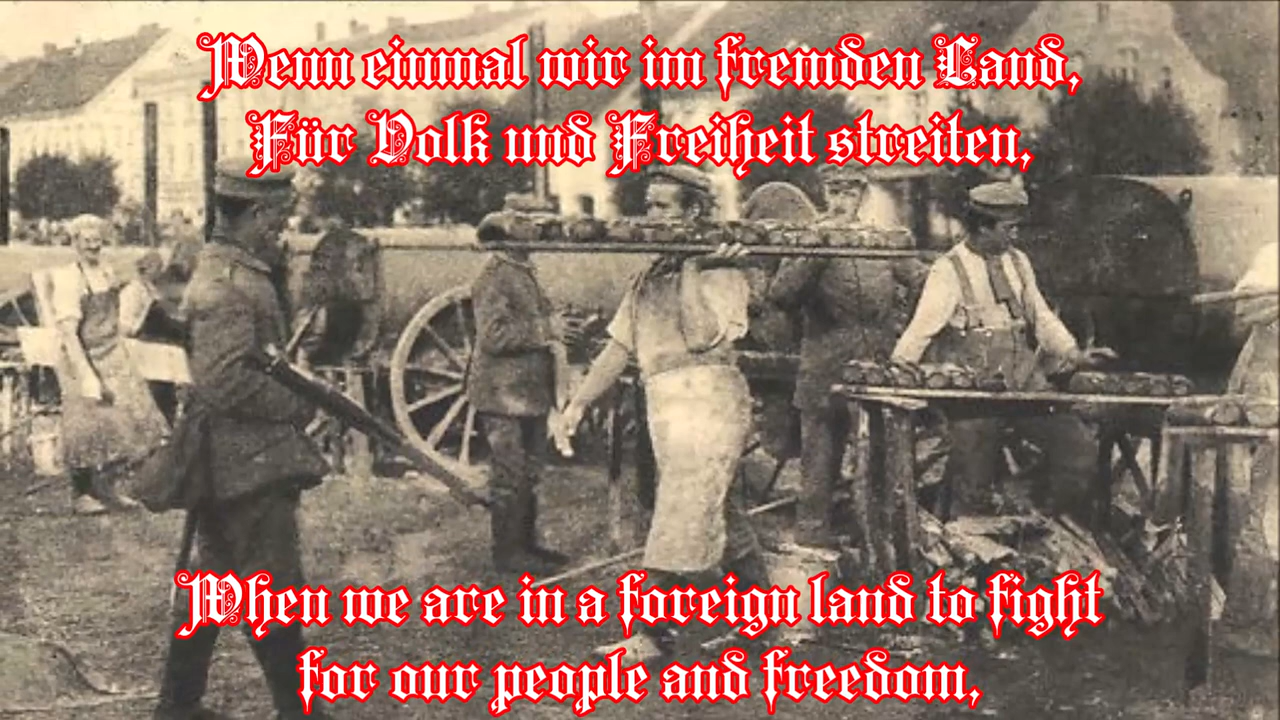 Wenn einmal wir im fremden Land,
Für Volk und Freiheit streiten,
When we are in a foreign land to fight
for our people and freedom,